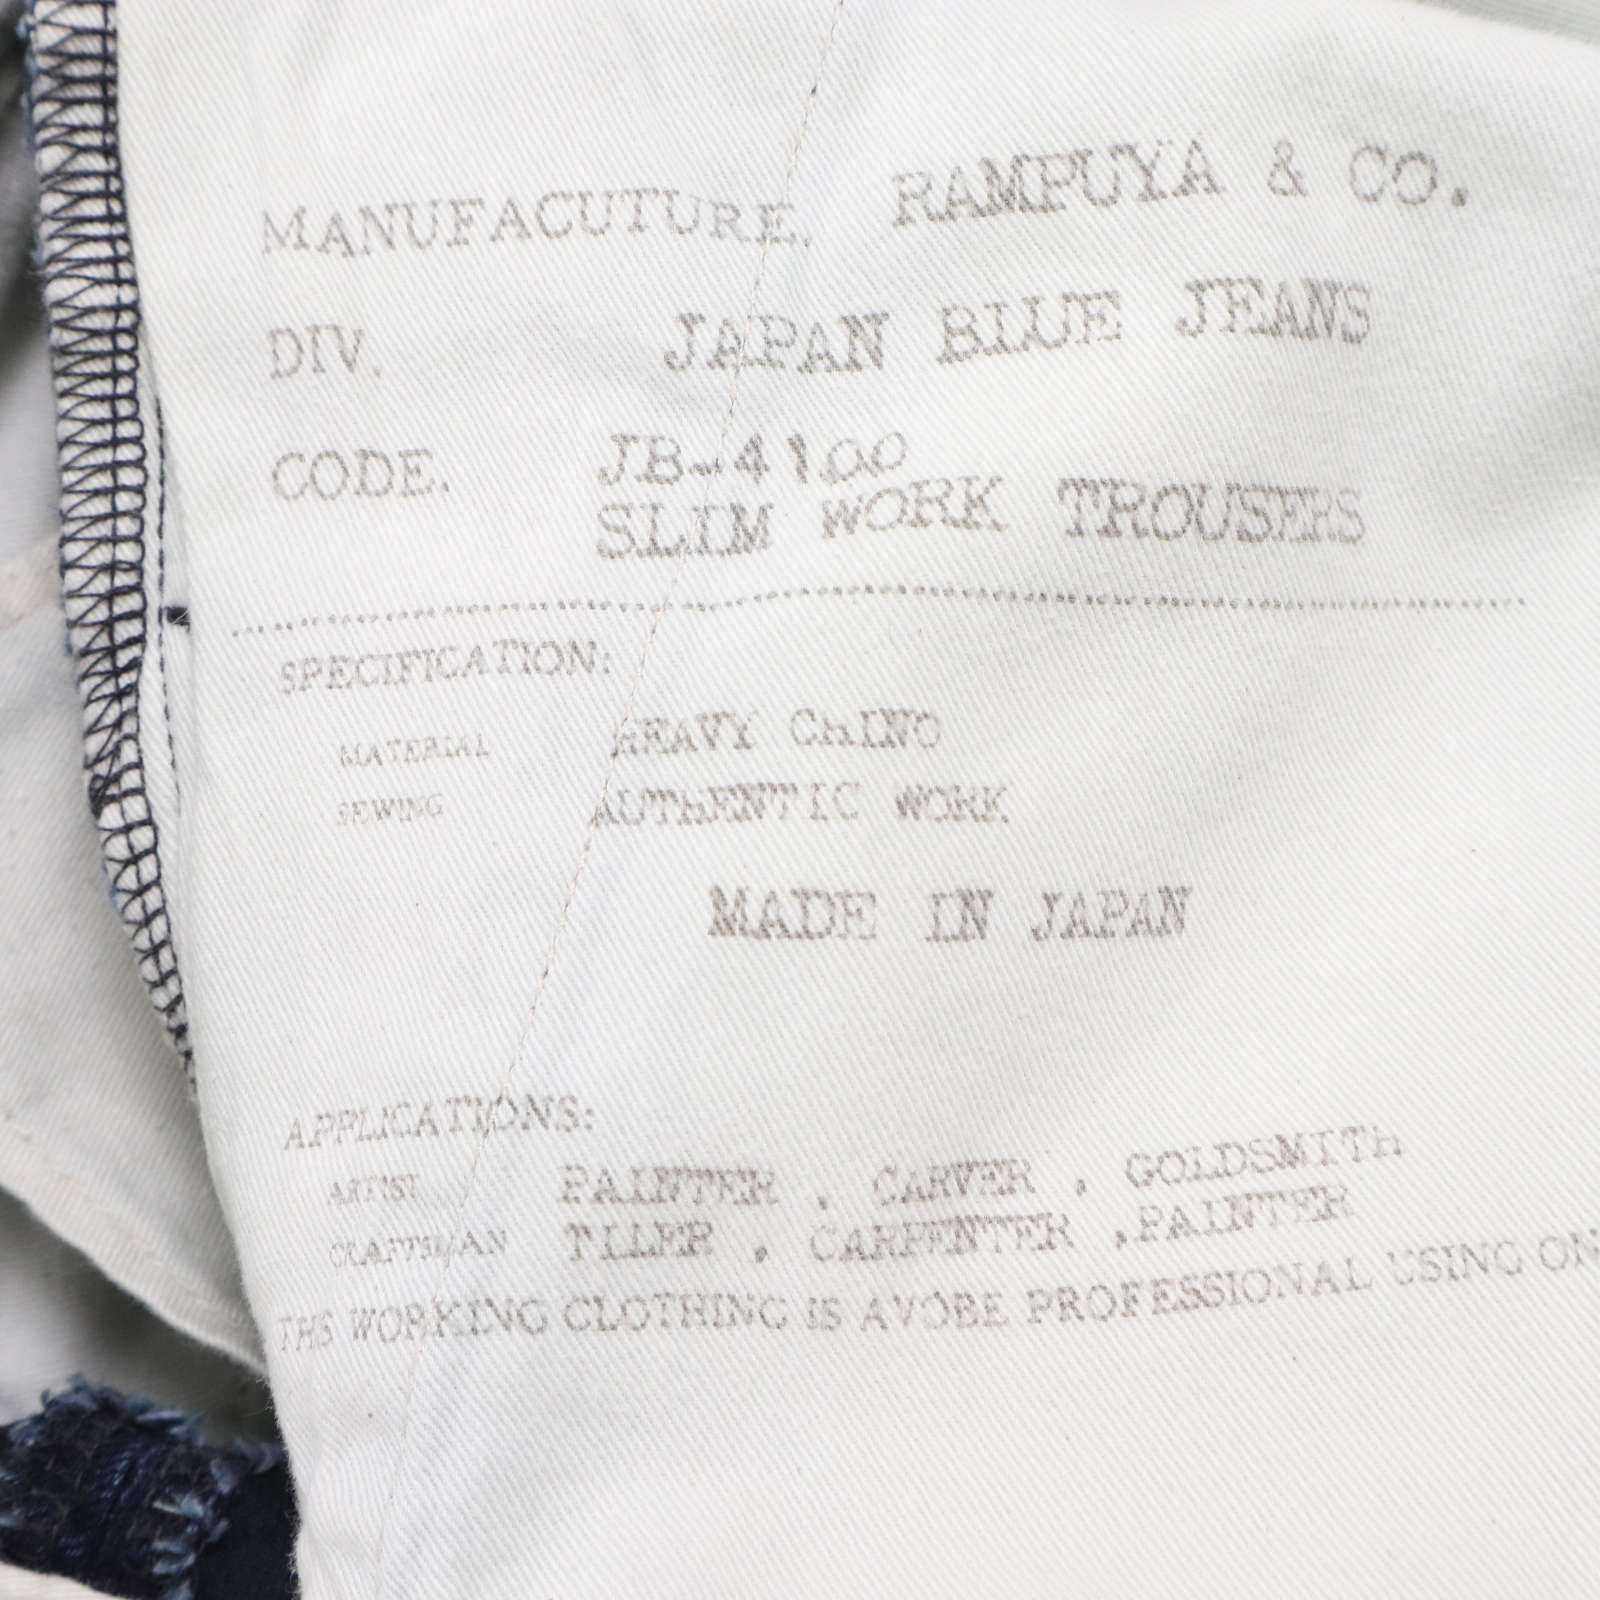 MANUFACUTURE. RAMPUYA & CO.
DIV. JAPAN BLUE JEANS
CODE. JB-4100
SLIM WORK TROUSERS
SPECIFICATION:
MATERIAL HEAVY ChINO
SEWING AUThENTIC WORK
MADE IN JAPAN
APPLICATIONS:
ARTIST PAINTER , CARVER , GOLDSMITh
CRAFTSMAN TILER , CARPENTER ,PAINTER
THS WORKING CLOTHING IS AVOBE PROFESSIONAL USING ON